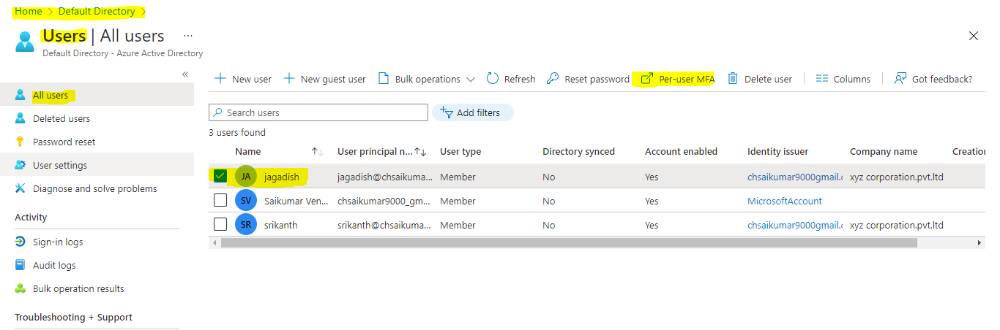 Home > Default Directory >
Users | All users ...
Default Directory - Azure Active Directory
«
All users
Deleted users
Password reset
User settings
Diagnose and solve problems
Activity
Sign-in logs
Audit logs
Bulk operation results
Troubleshooting + Support
New user New guest user Bulk operations Refresh Reset password Per-user MFA Delete user Columns Got feedback?
Search users Add filters
3 users found
Name User principal n... User type Directory synced Account enabled Identity issuer Company name Creation
JA jagadish jagadish@chsaikuma... Member No Yes chsaikumar9000gmail.c xyz corporation.pvt.ltd
SV Saikumar Ven... chsaikumar9000_gm... Member No Yes MicrosoftAccount
SR srikanth srikanth@chsaikuma... Member No Yes chsaikumar9000gmail.c xyz corporation.pvt.ltd